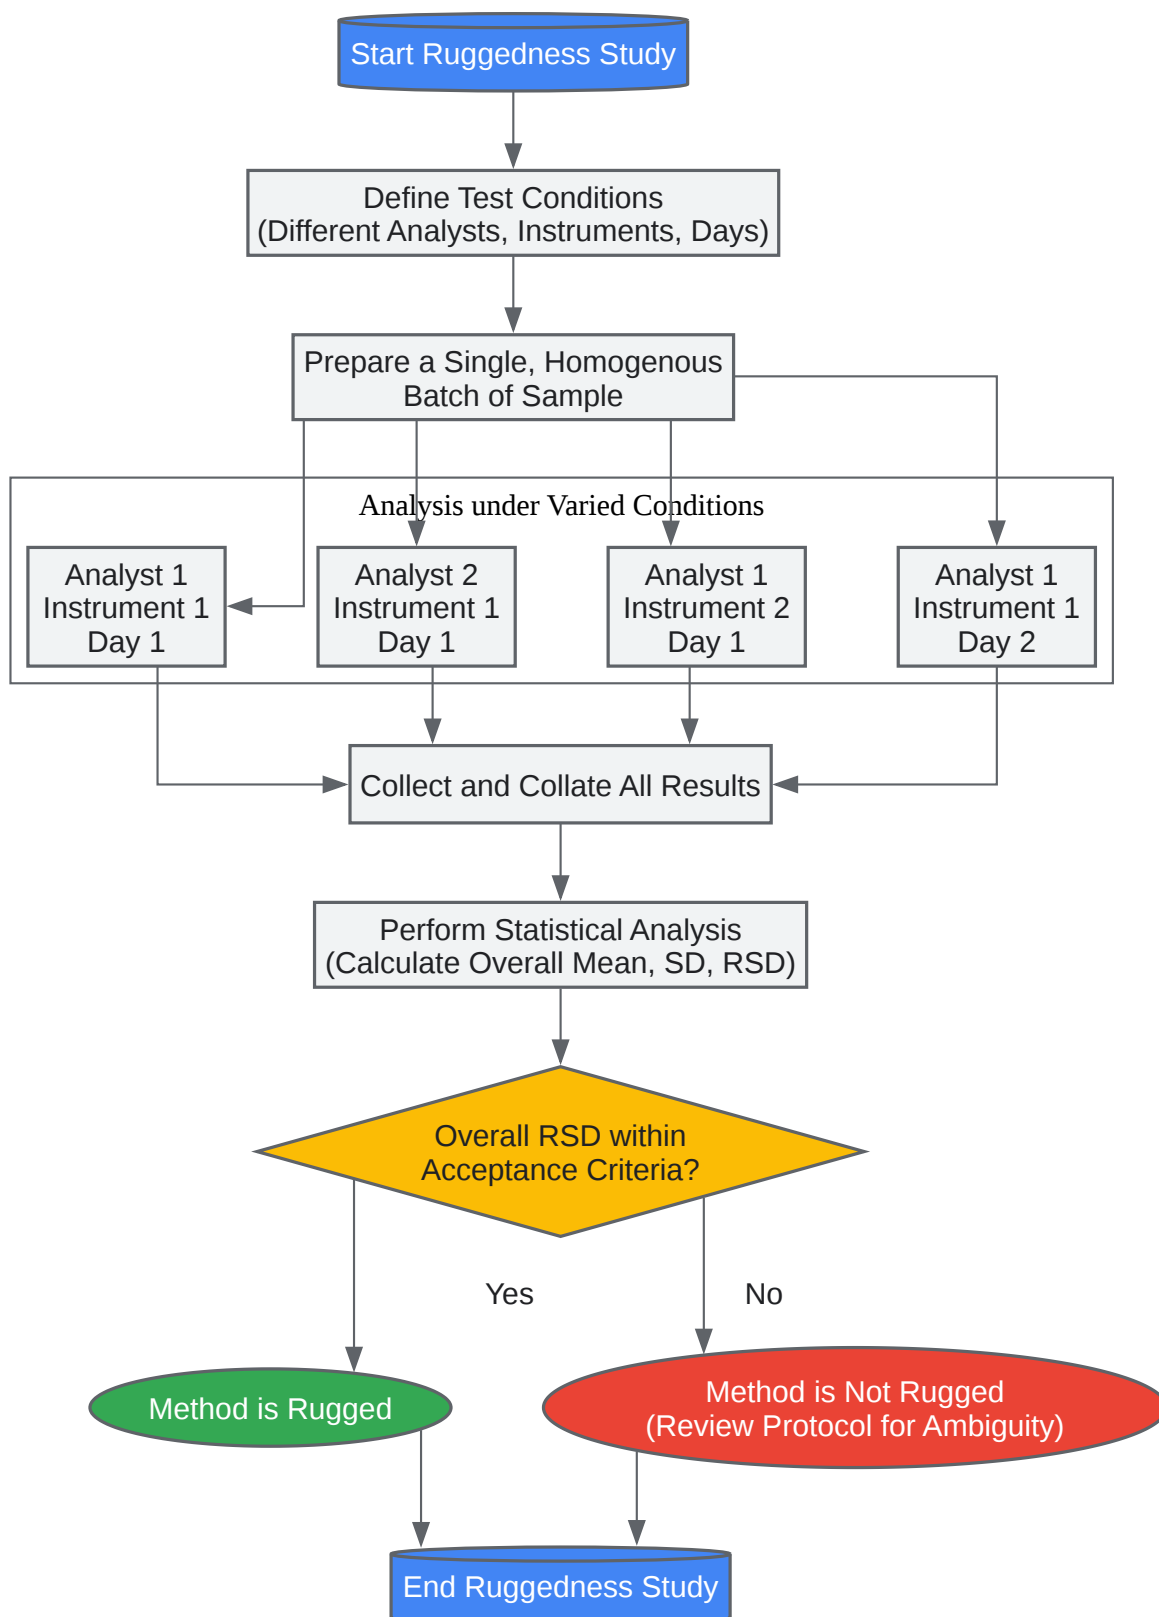 Start Ruggedness Study
Define Test Conditions
(Different Analysts, Instruments, Days)
Prepare a Single, Homogenous
Batch of Sample
Analysis under Varied Conditions
Analyst 1
Instrument 1
Day 1
Analyst 2
Instrument 1
Day 1
Analyst 1
Instrument 2
Day 1
Analyst 1
Instrument 1
Day 2
Collect and Collate All Results
Perform Statistical Analysis
(Calculate Overall Mean, SD, RSD)
Overall RSD within
Acceptance Criteria?
Yes
No
Method is Rugged
Method is Not Rugged
(Review Protocol for Ambiguity)
End Ruggedness Study